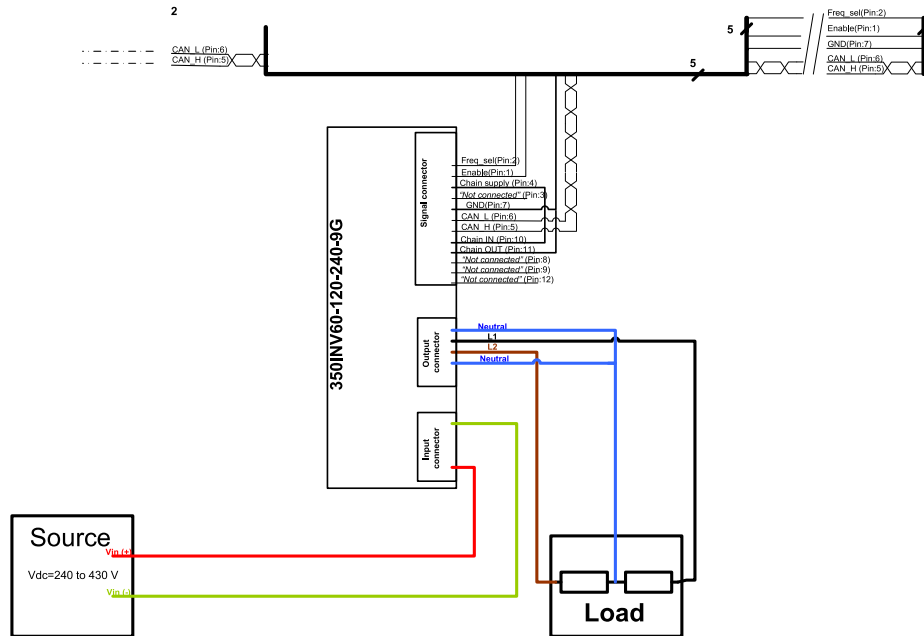 2
CAN_L (Pin:6)
CAN_H (Pin:5)
5
5
Freq_sel(Pin:2)
Enable(Pin:1)
GND(Pin:7)
CAN_L (Pin:6)
CAN_H (Pin:5)
350INV60-120-240-9G
Signal connector
Freq_sel(Pin:2)
Enable(Pin:1)
Chain supply (Pin:4)
"Not connected" (Pin:3)
GND(Pin:7)
CAN_L (Pin:6)
CAN_H (Pin:5)
Chain IN (Pin:10)
Chain OUT (Pin:11)
"Not connected" (Pin:8)
"Not connected" (Pin:9)
"Not connected" (Pin:12)
Output
connector
Neutral
L1
L2
Neutral
Input
connector
Source
Vin (+)
Vdc=240 to 430 V
Vin (-)
Load